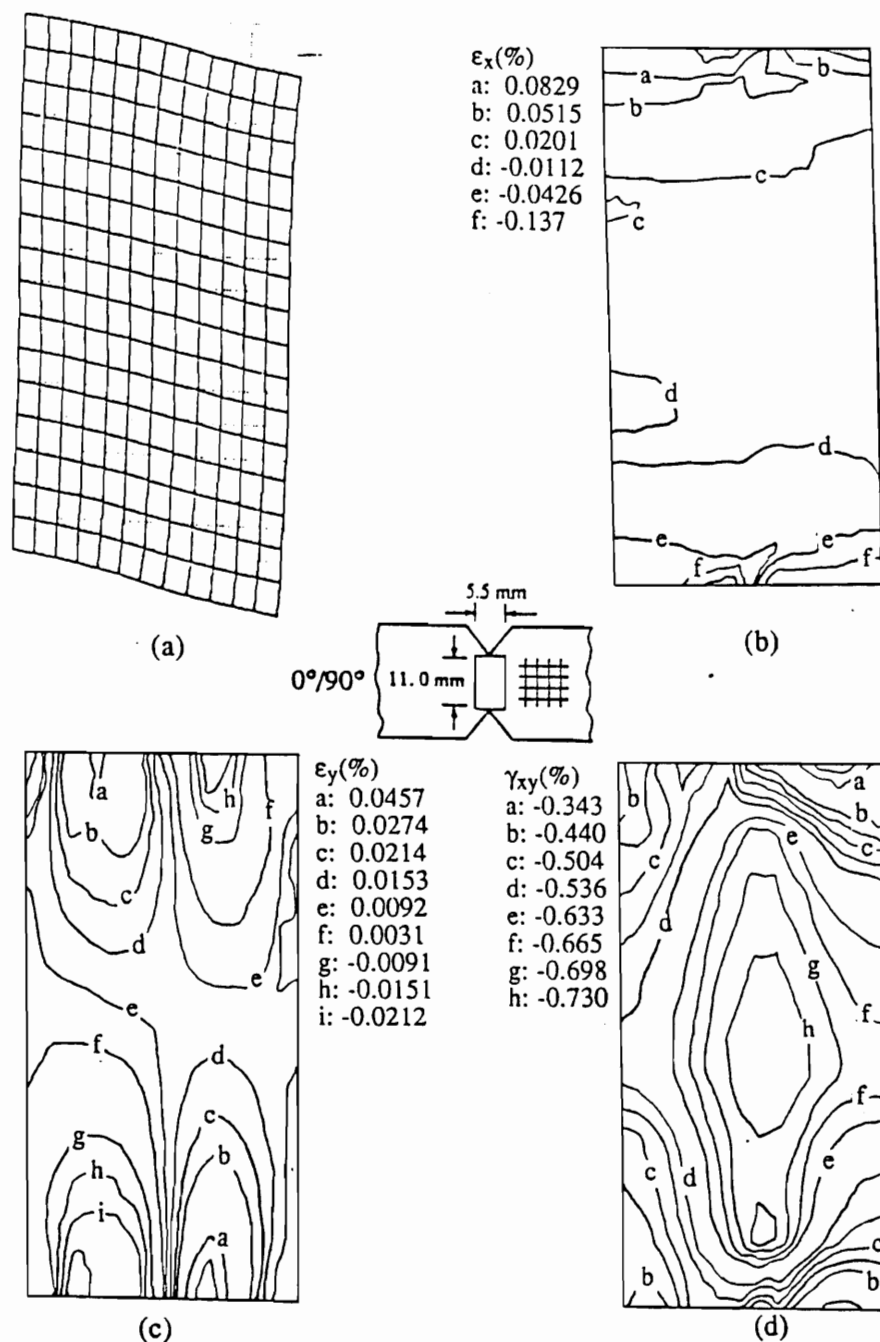 εx(%)
a: 0.0829
b: 0.0515
c: 0.0201
d: -0.0112
e: -0.0426
f: -0.137
a
b
b
c
c
d
d
e
e
f
f
(a)
(b)
5.5 mm
0°/90°
11.0 mm
εy(%)
a: 0.0457
b: 0.0274
c: 0.0214
d: 0.0153
e: 0.0092
f: 0.0031
g: -0.0091
h: -0.0151
i: -0.0212
a
h
f
b
g
c
d
e
e
f
d
c
g
b
h
i
a
(c)
γxy(%)
a: -0.343
b: -0.440
c: -0.504
d: -0.536
e: -0.633
f: -0.665
g: -0.698
h: -0.730
a
b
b
e
c
c
d
g
h
f
f
c
d
e
c
b
b
(d)